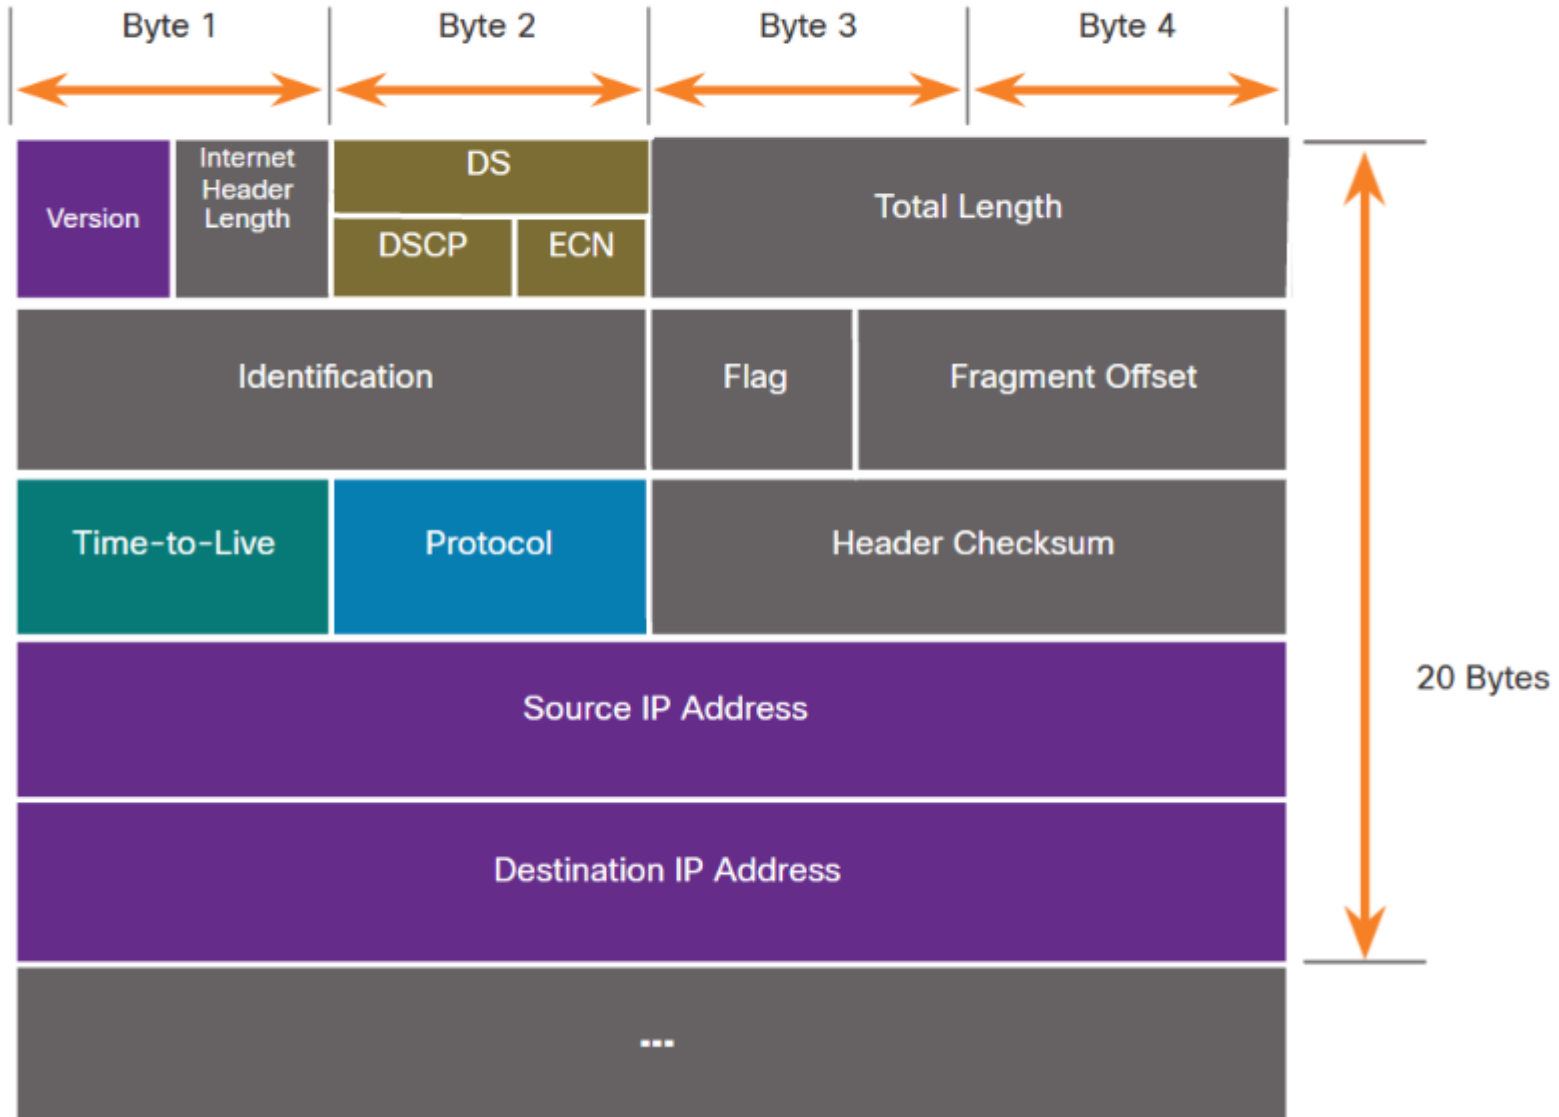 Byte 1
Byte 2
Byte 3
Byte 4
Version
Internet
Header
Length
DS
DSCP
ECN
Total Length
Identification
Flag
Fragment Offset
Time-to-Live
Protocol
Header Checksum
Source IP Address
20 Bytes
Destination IP Address
...